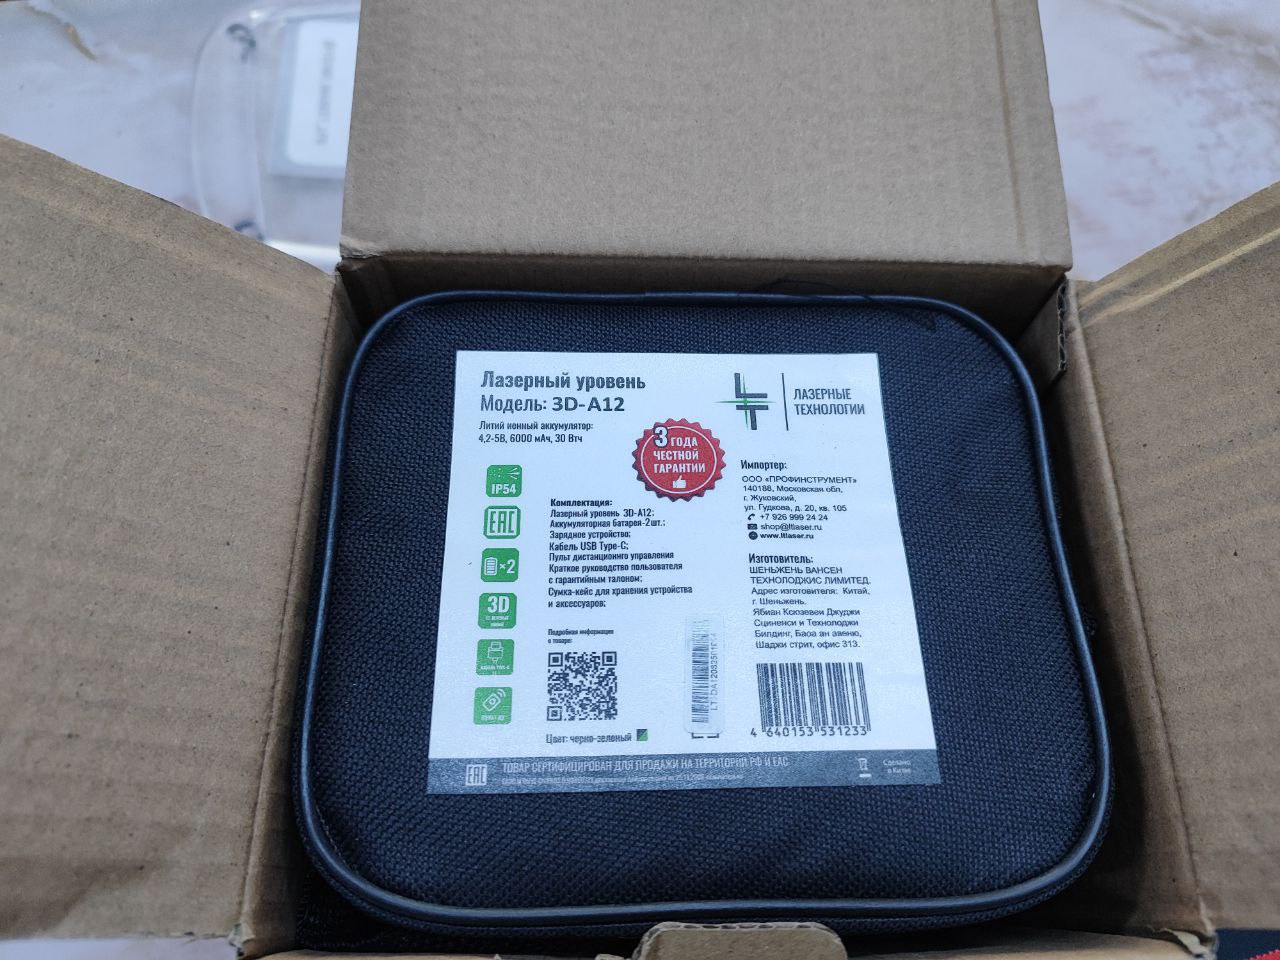 Лазерный уровень
Модель: 3D-A12
Литий ионный аккумулятор:
4,2-5В, 6000 мАч, 30 Втч
LT
ЛАЗЕРНЫЕ
ТЕХНОЛОГИИ
3 ГОДА
ЧЕСТНОЙ
ГАРАНТИИ
IP54
EAC
×2
3D
Комплектация:
Лазерный уровень 3D-A12;
Аккумуляторная батарея-2шт.;
Зарядное устройство;
Кабель USB Type-C;
Пульт дистанционнго управления
Краткое руководство пользователя
с гарантийным талоном;
Сумка-кейс для хранения устройства
и аксессуаров;
Подробная информация
о товаре:
Цвет: черно-зеленый
Импортер:
ООО «ПРОФИНСТРУМЕНТ»
140188, Московская обл,
г. Жуковский,
ул. Гудкова, д. 20, кв. 105
+7 926 999 24 24
shop@ltlaser.ru
www.ltlaser.ru
Изготовитель:
ШЕНЬЖЕНЬ ВАНСЕН
ТЕХНОЛОДЖИС ЛИМИТЕД.
Адрес изготовителя: Китай,
г. Шеньжень.
Ябиан Ксюзевеи Джуджи
Сциненси и Технолоджи
Билдинг, Баоа ан авеню,
Шаджи стрит, офис 313.
4 640153 531233
EAC
ТОВАР СЕРТИФИЦИРОВАН ДЛЯ ПРОДАЖИ НА ТЕРРИТОРИИ РФ И ЕАС
Сделано
в Китае